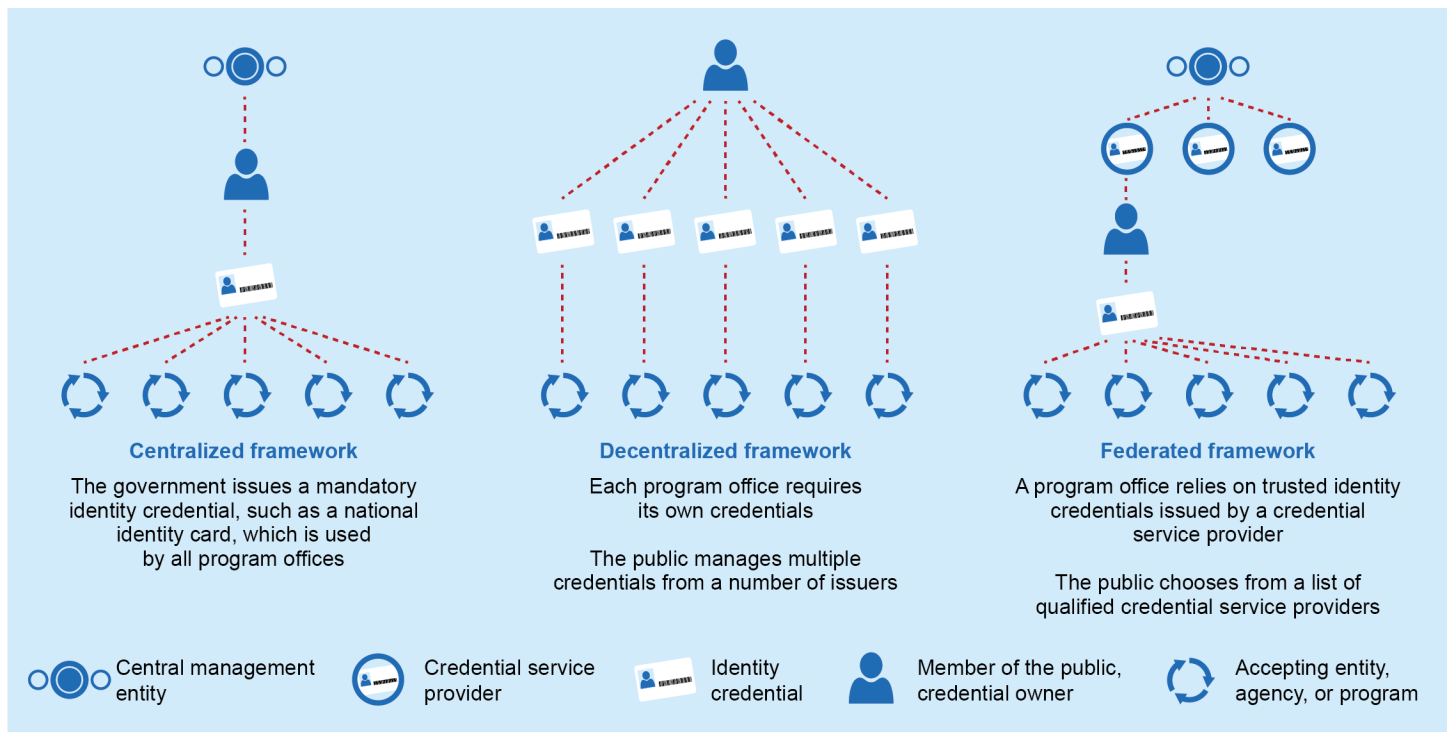 Centralized framework
The government issues a mandatory
identity credential, such as a national
identity card, which is used
by all program offices
Decentralized framework
Each program office requires
its own credentials
The public manages multiple
credentials from a number of issuers
Federated framework
A program office relies on trusted identity
credentials issued by a credential
service provider
The public chooses from a list of
qualified credential service providers
Central management
entity
Credential service
provider
Identity
credential
Member of the public,
credential owner
Accepting entity,
agency, or program